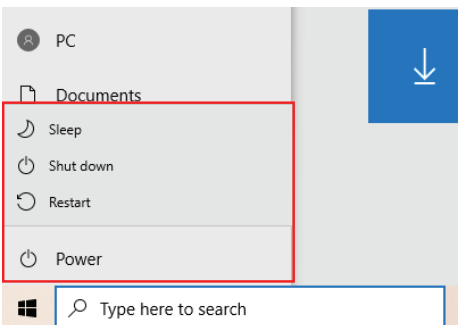 PC
Documents
Sleep
Shut down
Restart
Power
Type here to search